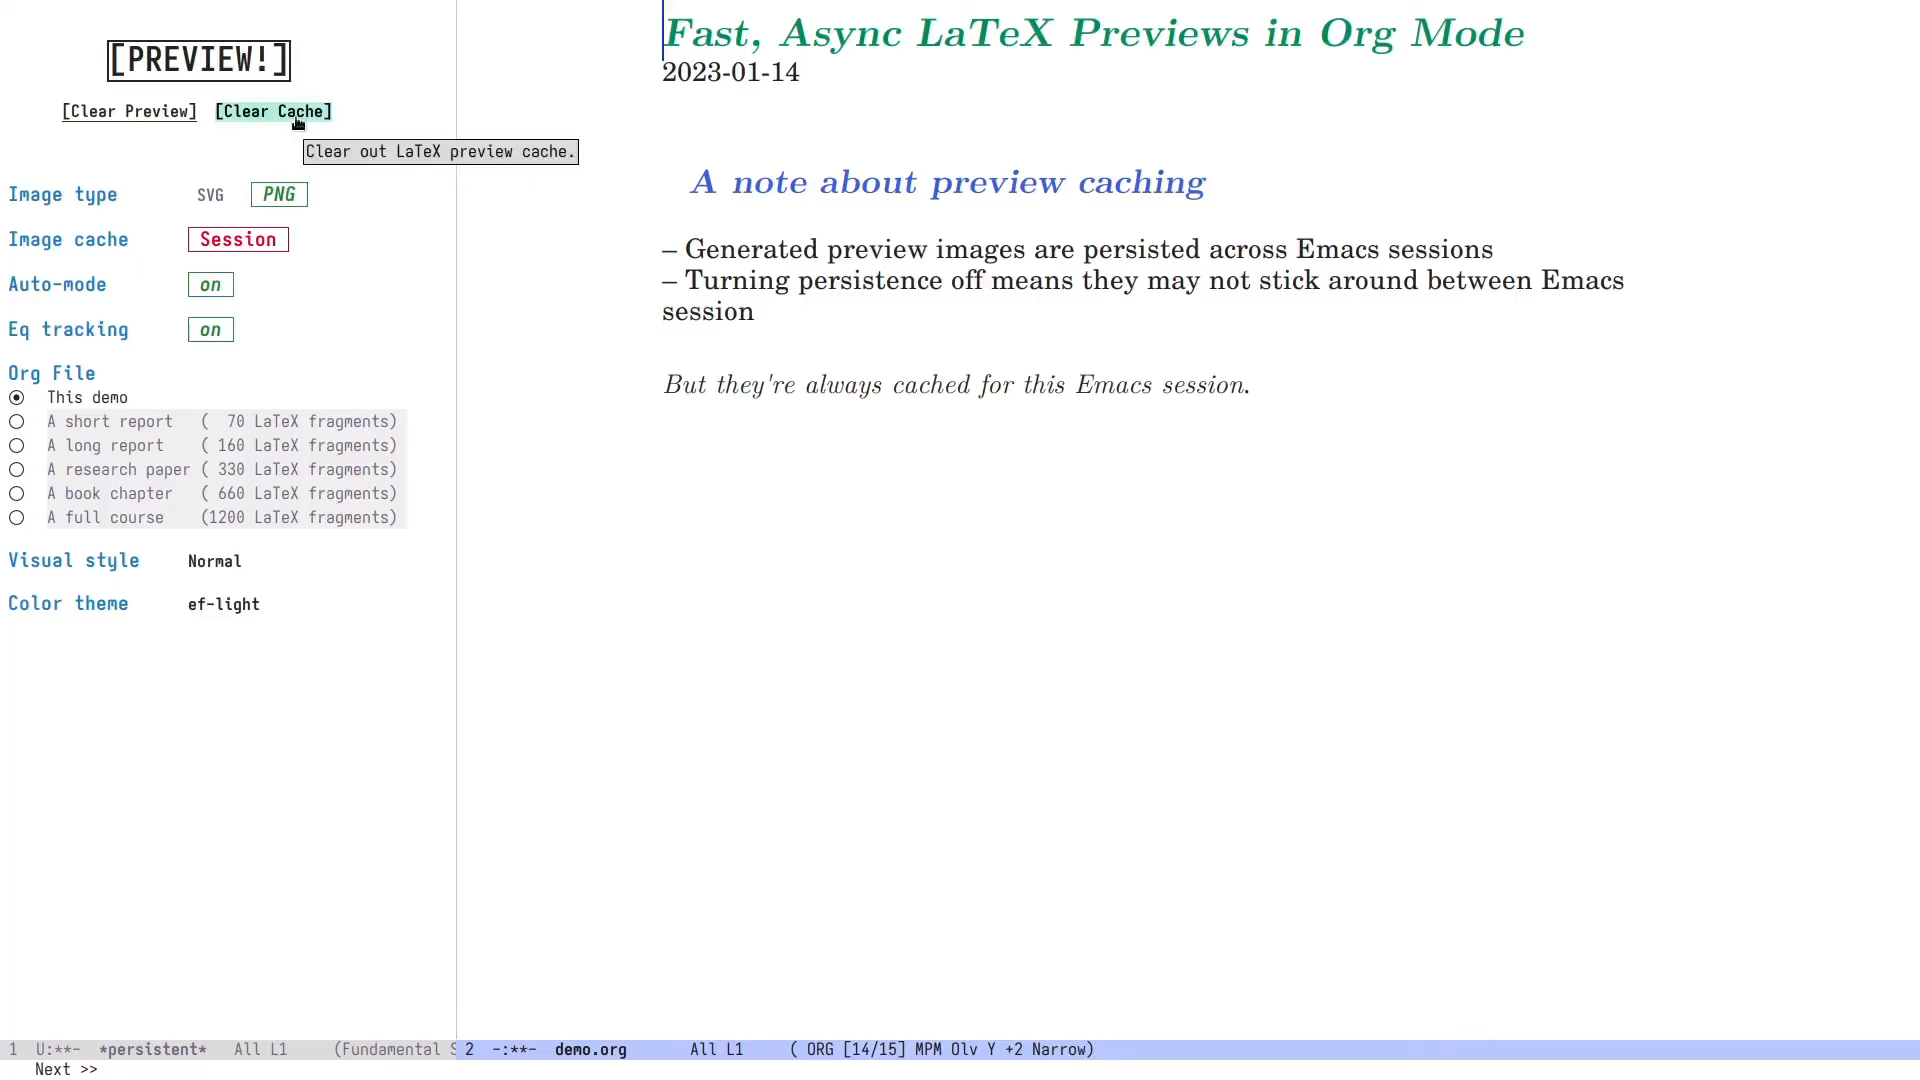 [PREVIEW!]
[Clear Preview] [Clear Cache]
Clear out LaTeX preview cache.
Image type SVG PNG
Image cache Session
Auto-mode on
Eq tracking on
Org File
This demo
A short report ( 70 LaTeX fragments)
A long report ( 160 LaTeX fragments)
A research paper ( 330 LaTeX fragments)
A book chapter ( 660 LaTeX fragments)
A full course (1200 LaTeX fragments)
Visual style Normal
Color theme ef-light
Fast, Async LaTeX Previews in Org Mode
2023-01-14
A note about preview caching
– Generated preview images are persisted across Emacs sessions
– Turning persistence off means they may not stick around between Emacs
session
But they're always cached for this Emacs session.
1 U:**- *persistent* All L1 (Fundamental S
2 -:**- demo.org All L1 ( ORG [14/15] MPM Olv Y +2 Narrow)
Next >>